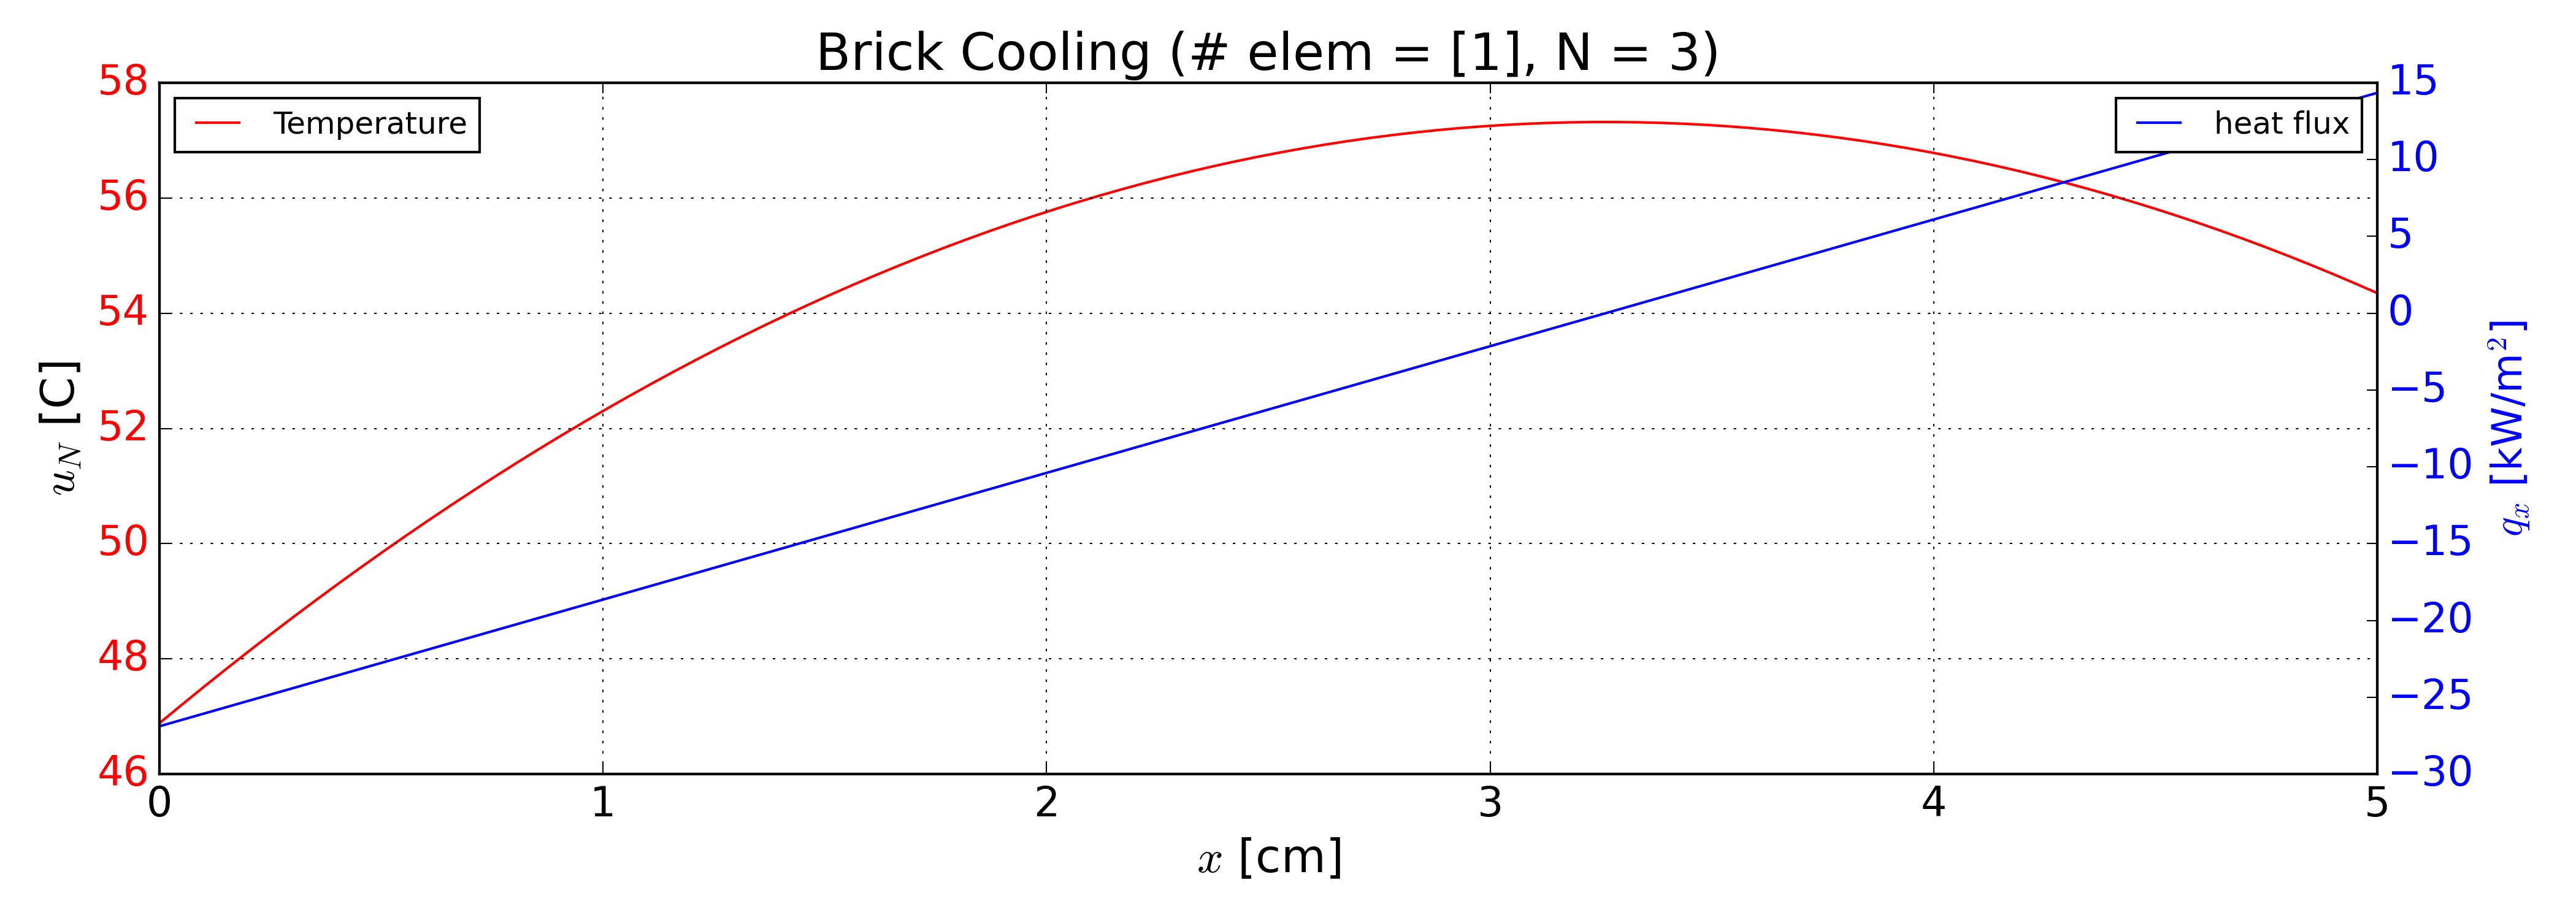 Brick Cooling (# elem = [1], N = 3)
58
56
54
52
50
48
46
u_N [C]
Temperature
heat flux
15
10
5
0
−5
−10
−15
−20
−25
−30
q_x [kW/m²]
0 1 2 3 4 5
x [cm]